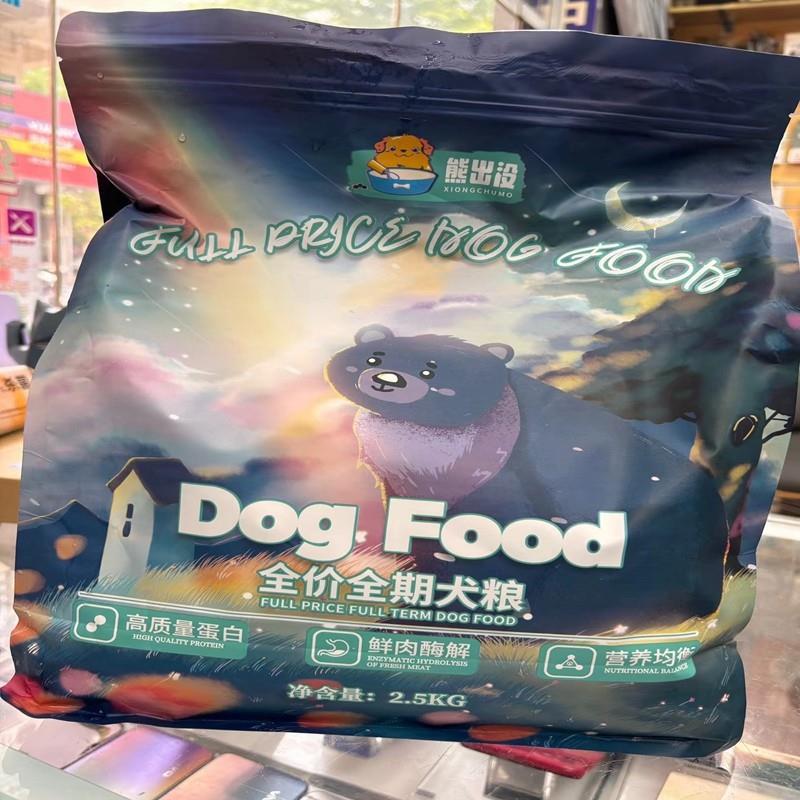 熊出没
XIONGCHUMO
FULL PRICE DOG FOOD
Dog Food
全价全期犬粮
FULL PRICE FULL TERM DOG FOOD
高质量蛋白
HIGH QUALITY PROTEIN
鲜肉酶解
ENZYMATIC HYDROLYSIS
OF FRESH MEAT
营养均衡
NUTRITIONAL BALANCE
净含量：2.5KG